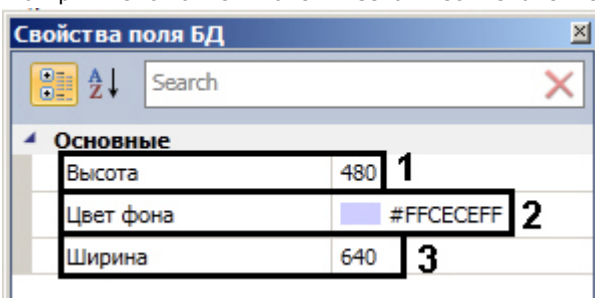 Свойства поля БД
A
Z
Search
Основные
Высота 480 1
Цвет фона #FFCECEFF 2
Ширина 640 3